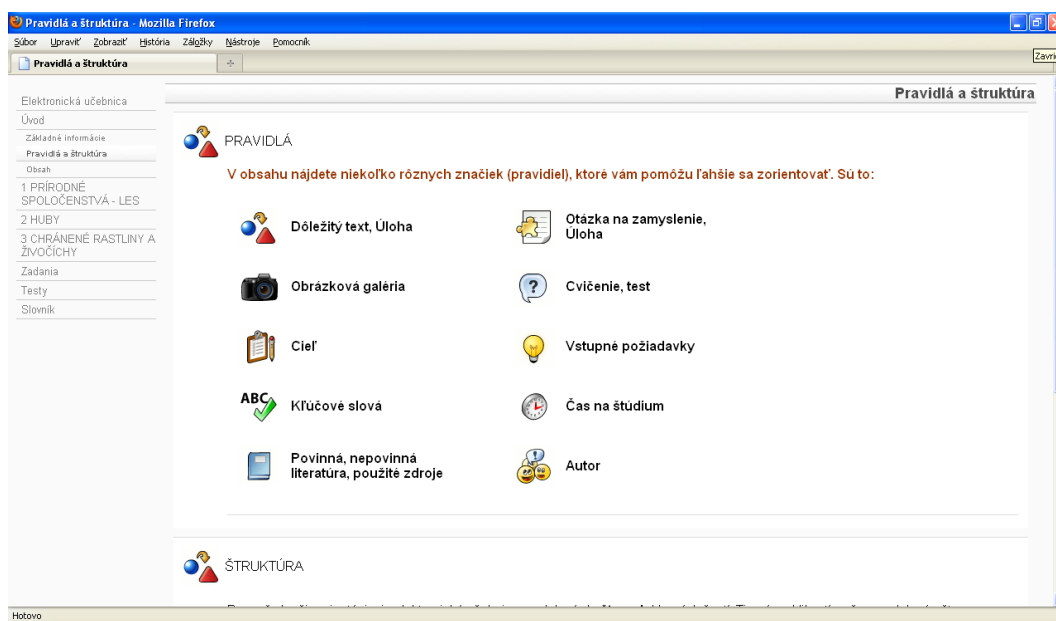 Pravidlá a štruktúra - Mozilla Firefox
Súbor Upraviť Zobraziť História Záložky Nástroje Pomocník
Pravidlá a štruktúra
Pravidlá a štruktúra
Elektronická učebnica
Úvod
Základné informácie
Pravidlá a štruktúra
Obsah
1 PRÍRODNÉ
SPOLOČENSTVÁ - LES
2 HUBY
3 CHRÁNENÉ RASTLINY A
ŽIVOČÍCHY
Zadania
Testy
Slovník
PRAVIDLÁ
V obsahu nájdete niekoľko rôznych značiek (pravidiel), ktoré vám pomôžu ľahšie sa zorientovať. Sú to:
Dôležitý text, Úloha
Otázka na zamyslenie,
Úloha
Obrázková galéria
Cvičenie, test
Cieľ
Vstupné požiadavky
ABC
Kľúčové slová
Čas na štúdium
Povinná, nepovinná
literatúra, použité zdroje
Autor
ŠTRUKTÚRA
Hotovo